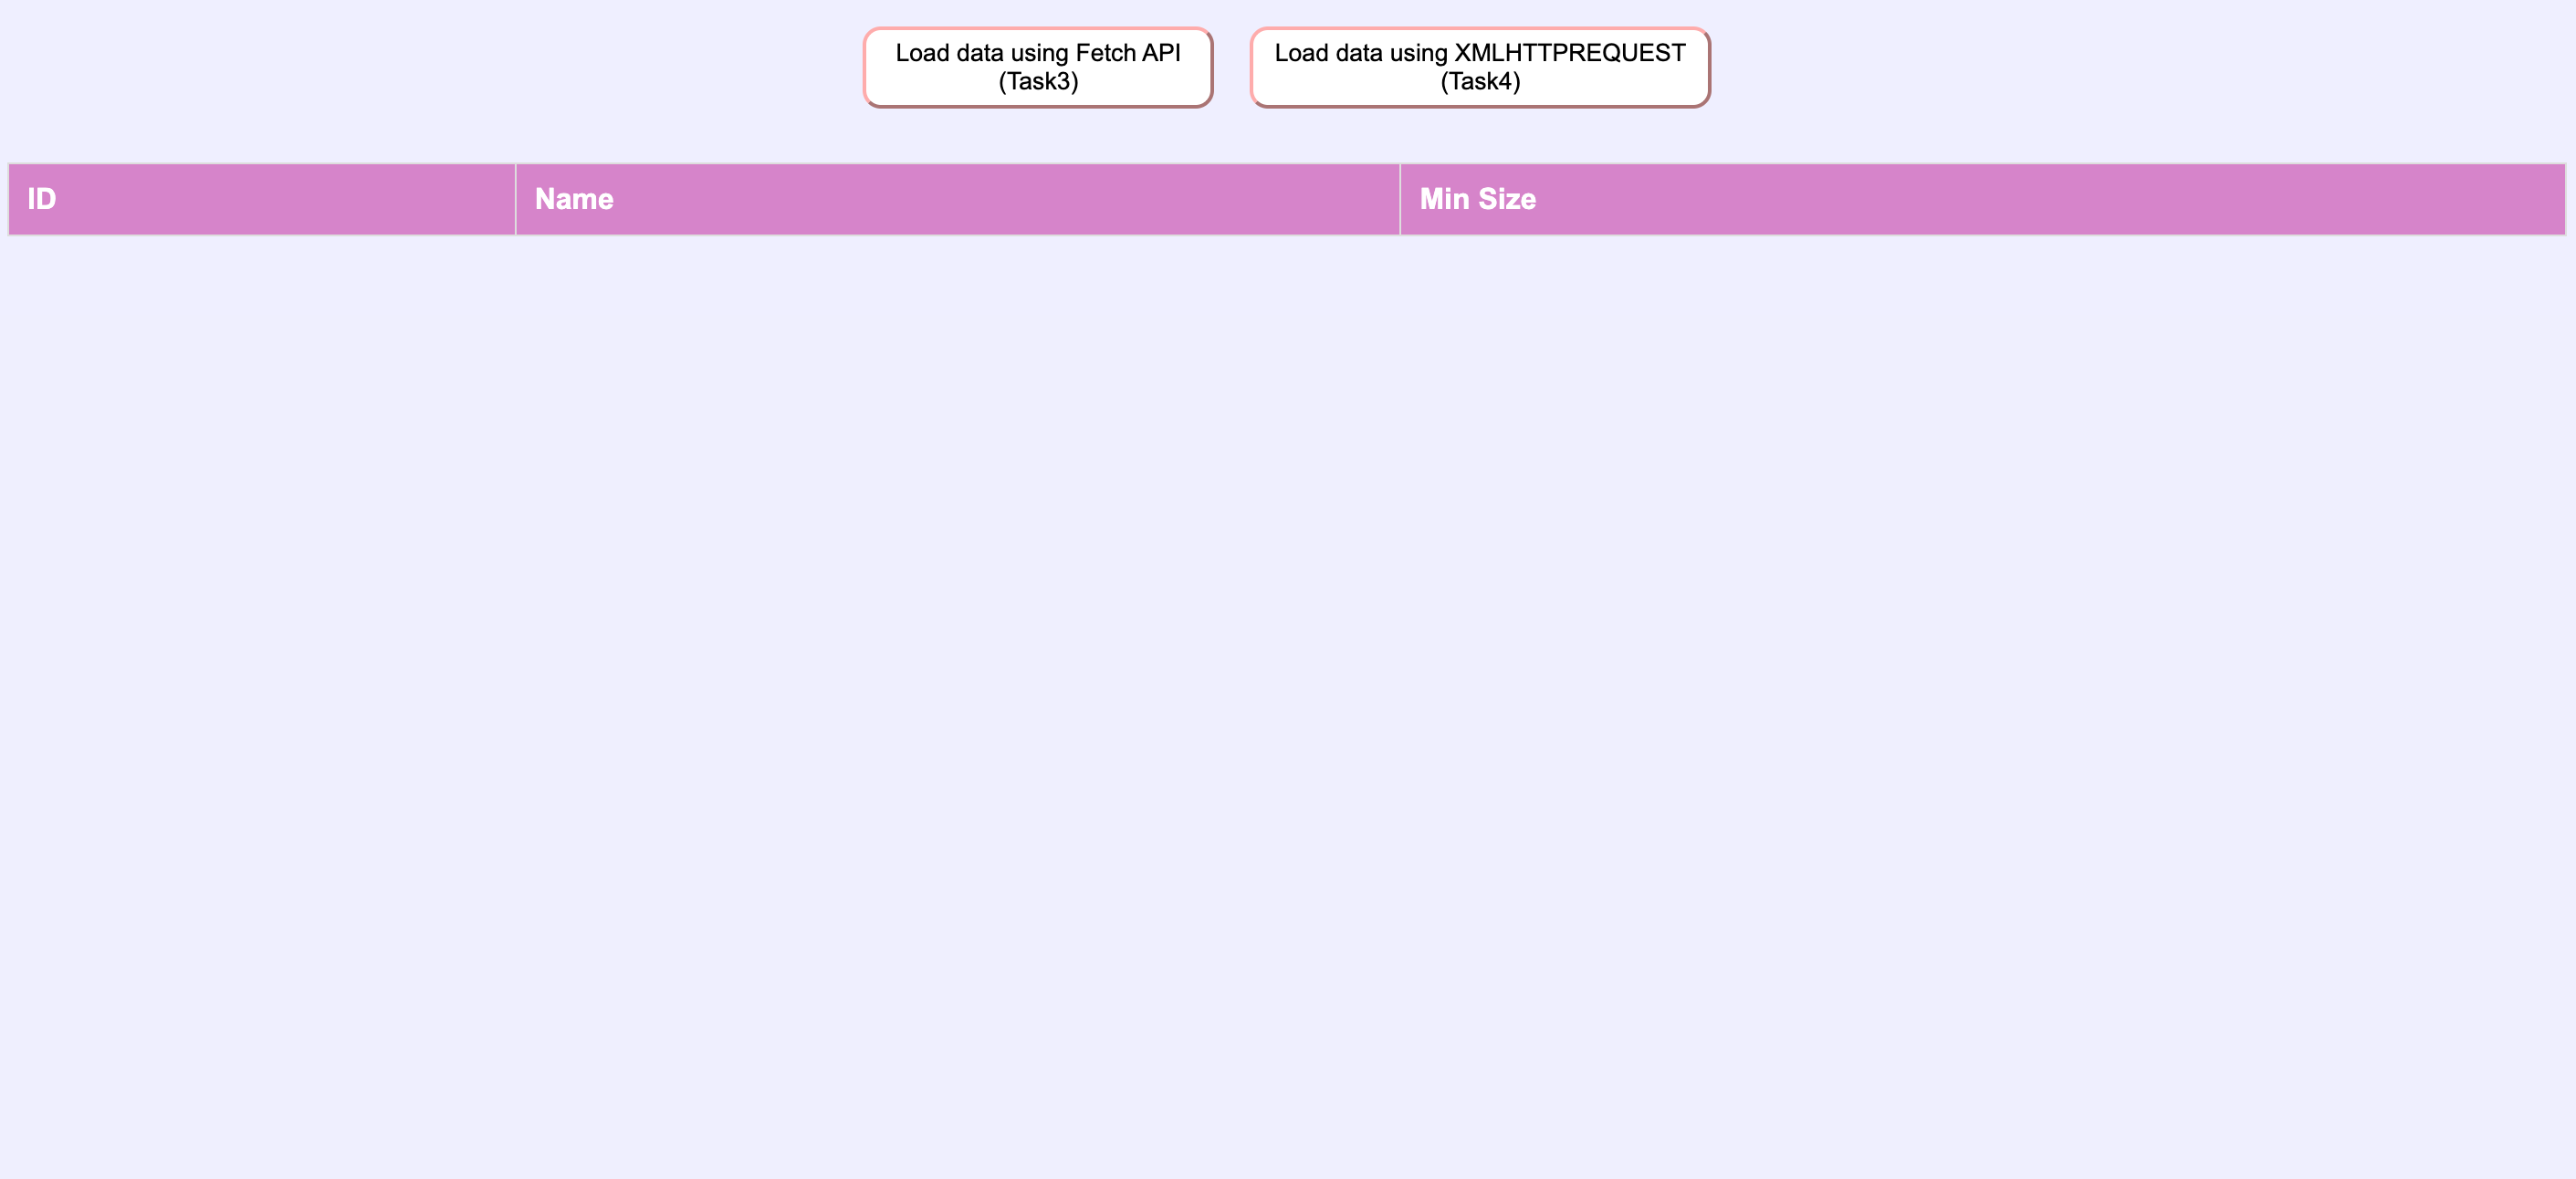 Load data using Fetch API
(Task3)
Load data using XMLHTTPREQUEST
(Task4)
ID Name Min Size